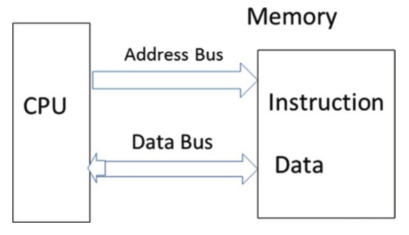 Memory
Address Bus
CPU
Instruction
Data Bus
Data